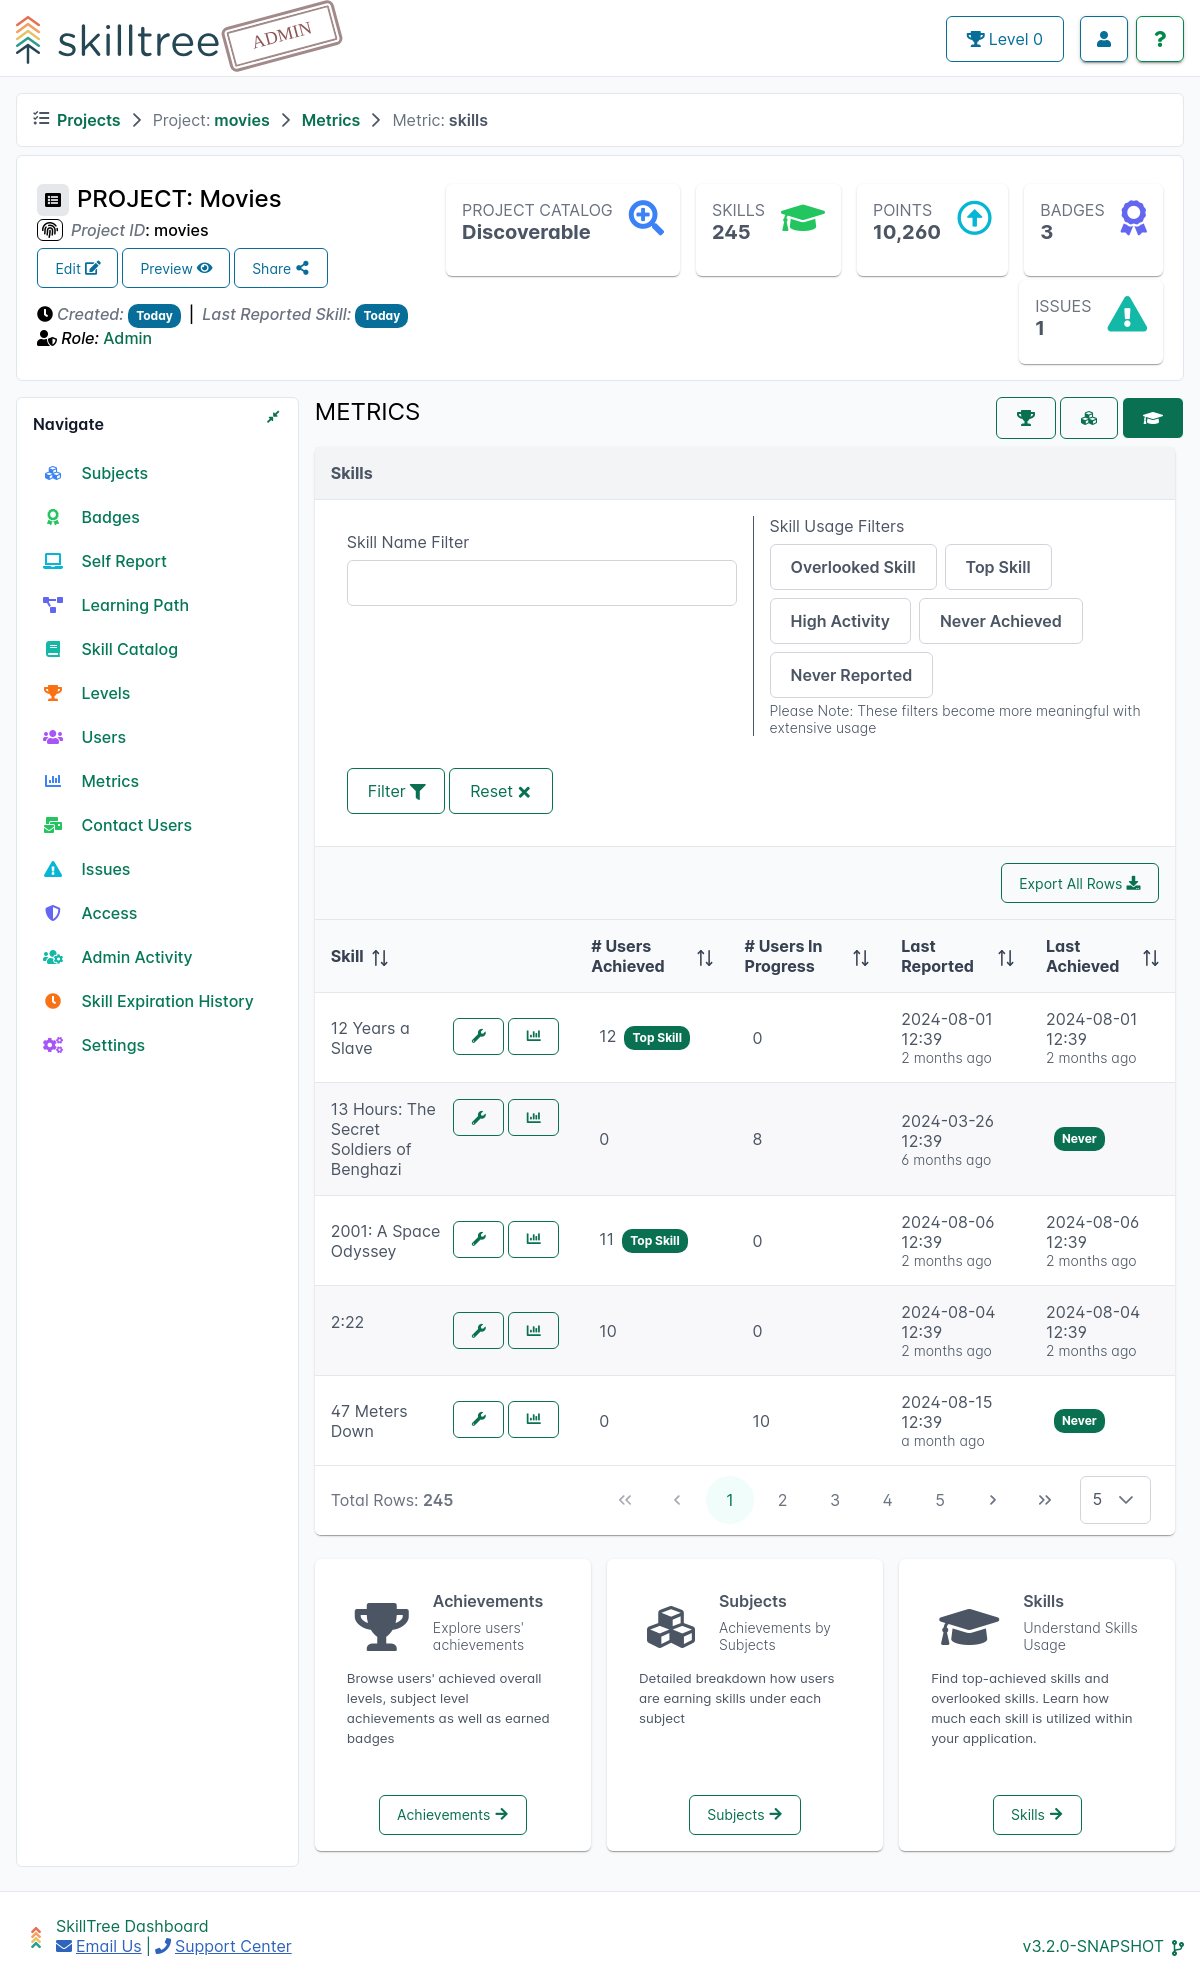 skilltree
ADMIN
Level 0
?
Projects > Project: movies > Metrics > Metric: skills
PROJECT: Movies
Project ID: movies
Edit Preview Share
Created: Today | Last Reported Skill: Today
Role: Admin
PROJECT CATALOG
Discoverable
SKILLS
245
POINTS
10,260
BADGES
3
ISSUES
1
Navigate
Subjects
Badges
Self Report
Learning Path
Skill Catalog
Levels
Users
Metrics
Contact Users
Issues
Access
Admin Activity
Skill Expiration History
Settings
METRICS
Skills
Skill Name Filter
Skill Usage Filters
Overlooked Skill Top Skill
High Activity Never Achieved
Never Reported
Please Note: These filters become more meaningful with
extensive usage
Filter Reset
Export All Rows
Skill
# Users
Achieved
# Users In
Progress
Last
Reported
Last
Achieved
12 Years a
Slave
12 Top Skill
0
2024-08-01
12:39
2 months ago
2024-08-01
12:39
2 months ago
13 Hours: The
Secret
Soldiers of
Benghazi
0
8
2024-03-26
12:39
6 months ago
Never
2001: A Space
Odyssey
11 Top Skill
0
2024-08-06
12:39
2 months ago
2024-08-06
12:39
2 months ago
2:22
10
0
2024-08-04
12:39
2 months ago
2024-08-04
12:39
2 months ago
47 Meters
Down
0
10
2024-08-15
12:39
a month ago
Never
Total Rows: 245
1 2 3 4 5
5
Achievements
Explore users'
achievements
Browse users' achieved overall
levels, subject level
achievements as well as earned
badges
Achievements
Subjects
Achievements by
Subjects
Detailed breakdown how users
are earning skills under each
subject
Subjects
Skills
Understand Skills
Usage
Find top-achieved skills and
overlooked skills. Learn how
much each skill is utilized within
your application.
Skills
SkillTree Dashboard
Email Us | Support Center
v3.2.0-SNAPSHOT